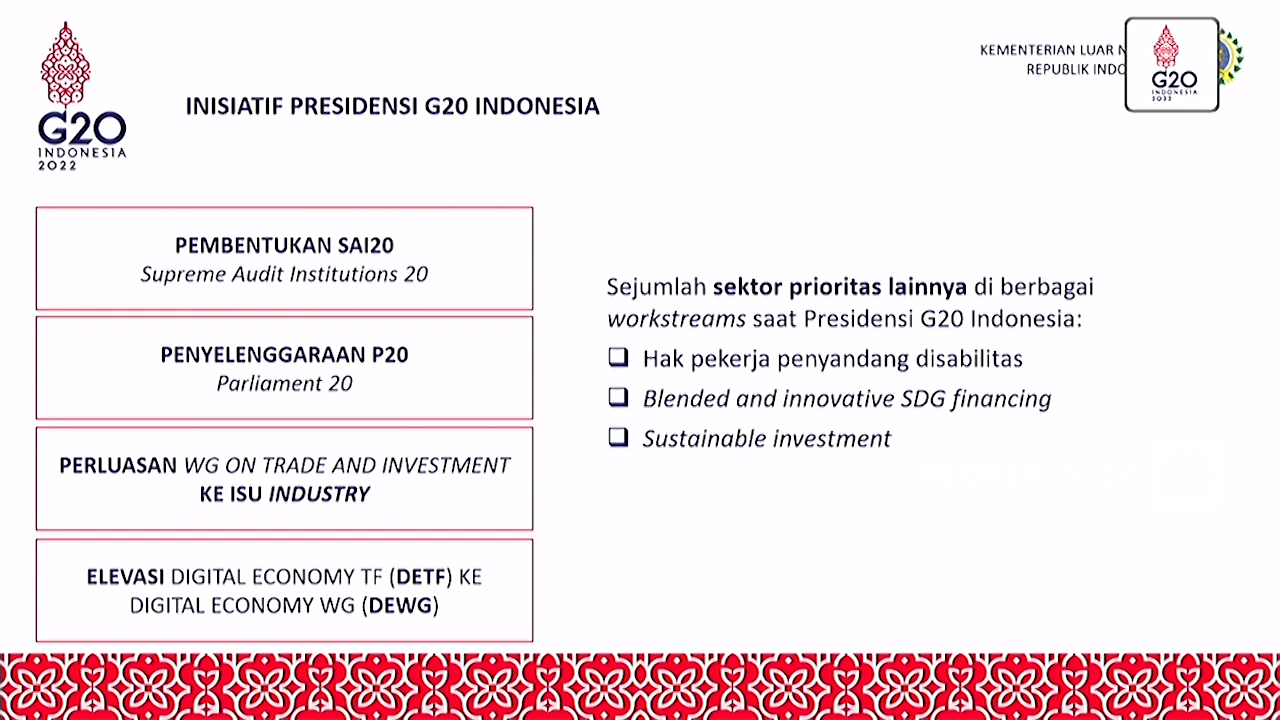 G20
INDONESIA
2022
INISIATIF PRESIDENSI G20 INDONESIA
KEMENTERIAN LUAR
REPUBLIK
G20
INDONESIA
2022
PEMBENTUKAN SAI20
Supreme Audit Institutions 20
PENYELENGGARAAN P20
Parliament 20
PERLUASAN WG ON TRADE AND INVESTMENT
KE ISU INDUSTRY
ELEVASI DIGITAL ECONOMY TF (DETF) KE
DIGITAL ECONOMY WG (DEWG)
Sejumlah sektor prioritas lainnya di berbagai
workstreams saat Presidensi G20 Indonesia:
Hak pekerja penyandang disabilitas
Blended and innovative SDG financing
Sustainable investment